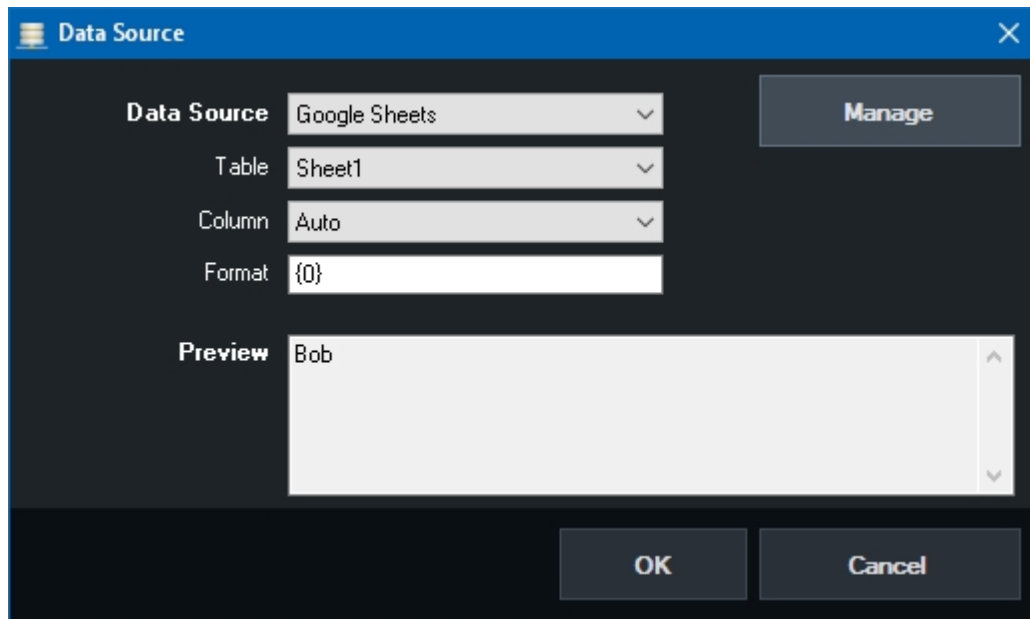 Data Source
Data Source Google Sheets Manage
Table Sheet1
Column Auto
Format {0}
Preview Bob
OK Cancel